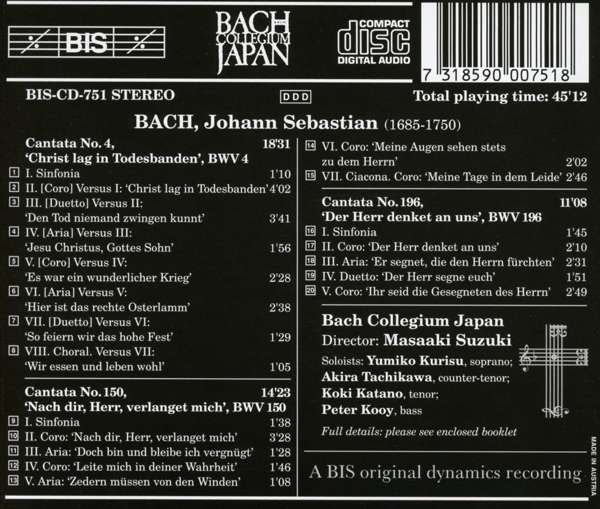 BIS
BACH
COLLEGIUM
JAPAN
COMPACT
disc
DIGITAL AUDIO
7 318590 007518
BIS-CD-751 STEREO
DDD
Total playing time: 45'12
BACH, Johann Sebastian (1685-1750)
Cantata No. 4, 18'31
‘Christ lag in Todesbanden’, BWV 4
1 I. Sinfonia 1'10
2 II. [Coro] Versus I: ‘Christ lag in Todesbanden’ 4'02
3 III. [Duetto] Versus II:
‘Den Tod niemand zwingen kunnt’ 3'41
4 IV. [Aria] Versus III:
‘Jesu Christus, Gottes Sohn’ 1'56
5 V. [Coro] Versus IV:
‘Es war ein wunderlicher Krieg’ 2'28
6 VI. [Aria] Versus V:
‘Hier ist das rechte Osterlamm’ 2'38
7 VII. [Duetto] Versus VI:
‘So feiern wir das hohe Fest’ 1'29
8 VIII. Choral. Versus VII:
‘Wir essen und leben wohl’ 1'05
Cantata No. 150, 14'23
‘Nach dir, Herr, verlanget mich’, BWV 150
9 I. Sinfonia 1'38
10 II. Coro: ‘Nach dir, Herr, verlanget mich’ 3'28
11 III. Aria: ‘Doch bin und bleibe ich vergnügt’ 1'28
12 IV. Coro: ‘Leite mich in deiner Wahrheit’ 1'46
13 V. Aria: ‘Zedern müssen von den Winden’ 1'08
14 VI. Coro: ‘Meine Augen sehen stets
zu dem Herrn’ 2'02
15 VII. Ciacona. Coro: ‘Meine Tage in dem Leide’ 2'46
Cantata No. 196, 11'08
‘Der Herr denket an uns’, BWV 196
16 I. Sinfonia 1'45
17 II. Coro: ‘Der Herr denket an uns’ 2'10
18 III. Aria: ‘Er segnet, die den Herrn fürchten’ 2'31
19 IV. Duetto: ‘Der Herr segne euch’ 1'51
20 V. Coro: ‘Ihr seid die Gesegneten des Herrn’ 2'49
Bach Collegium Japan
Director: Masaaki Suzuki
Soloists: Yumiko Kurisu, soprano;
Akira Tachikawa, counter-tenor;
Koki Katano, tenor;
Peter Kooy, bass
Full details: please see enclosed booklet
A BIS original dynamics recording
MADE IN AUSTRIA